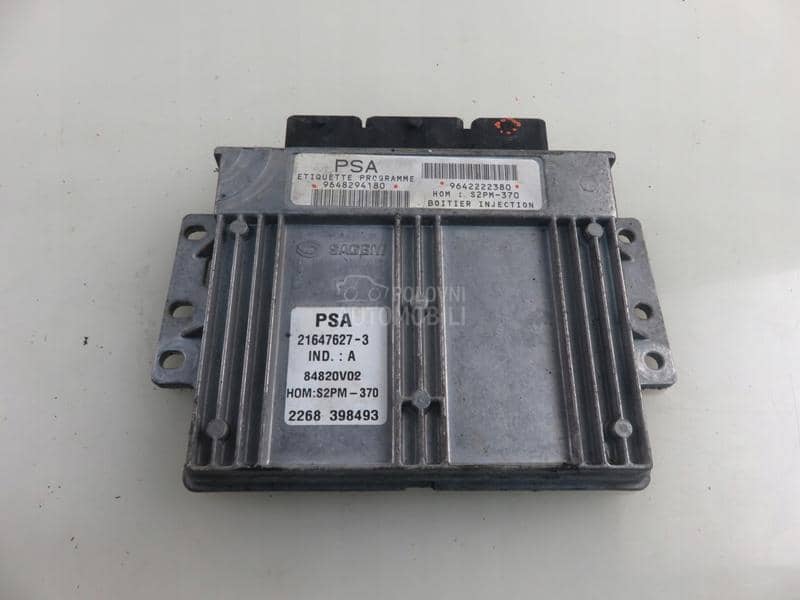 PSA
ETIQUETTE PROGRAMME
9648294180
9642222380
HOM : S2PM-370
BOITIER INJECTION
SAGEM
POLOVNI
AUTOMOBILI
PSA
21647627-3
IND. : A
84820V02
HOM:S2PM-370
2268 398493